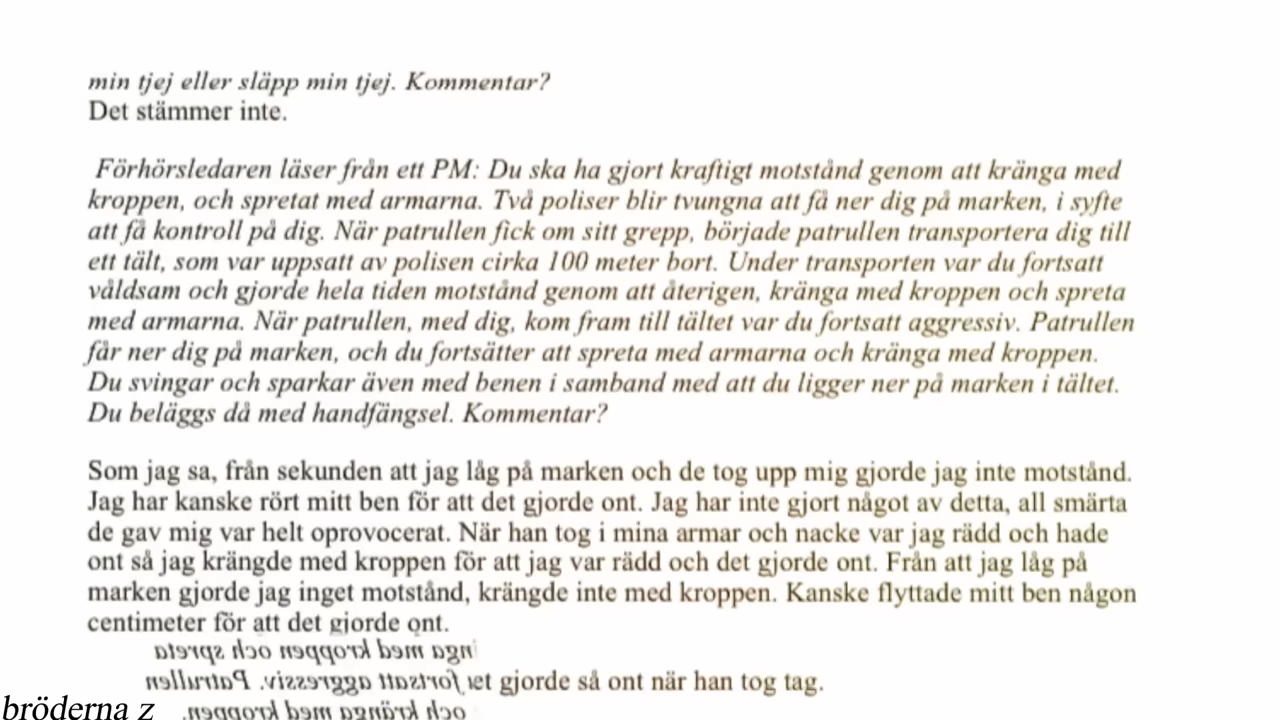 min tjej eller släpp min tjej. Kommentar?
Det stämmer inte.
Förhörsledaren läser från ett PM: Du ska ha gjort kraftigt motstånd genom att kränga med
kroppen, och spretat med armarna. Två poliser blir tvungna att få ner dig på marken, i syfte
att få kontroll på dig. När patrullen fick om sitt grepp, började patrullen transportera dig till
ett tält, som var uppsatt av polisen cirka 100 meter bort. Under transporten var du fortsatt
våldsam och gjorde hela tiden motstånd genom att återigen, kränga med kroppen och spreta
med armarna. När patrullen, med dig, kom fram till tältet var du fortsatt aggressiv. Patrullen
får ner dig på marken, och du fortsätter att spreta med armarna och kränga med kroppen.
Du svingar och sparkar även med benen i samband med att du ligger ner på marken i tältet.
Du beläggs då med handfängsel. Kommentar?
Som jag sa, från sekunden att jag låg på marken och de tog upp mig gjorde jag inte motstånd.
Jag har kanske rört mitt ben för att det gjorde ont. Jag har inte gjort något av detta, all smärta
de gav mig var helt oprovocerat. När han tog i mina armar och nacke var jag rädd och hade
ont så jag krängde med kroppen för att jag var rädd och det gjorde ont. Från att jag låg på
marken gjorde jag inget motstånd, krängde inte med kroppen. Kanske flyttade mitt ben någon
centimeter för att det gjorde ont.
med kroppen och spreta
fortsatt aggressiv. Patrullen gjorde så ont när han tog tag.
och kränga med kroppen.
bröderna z